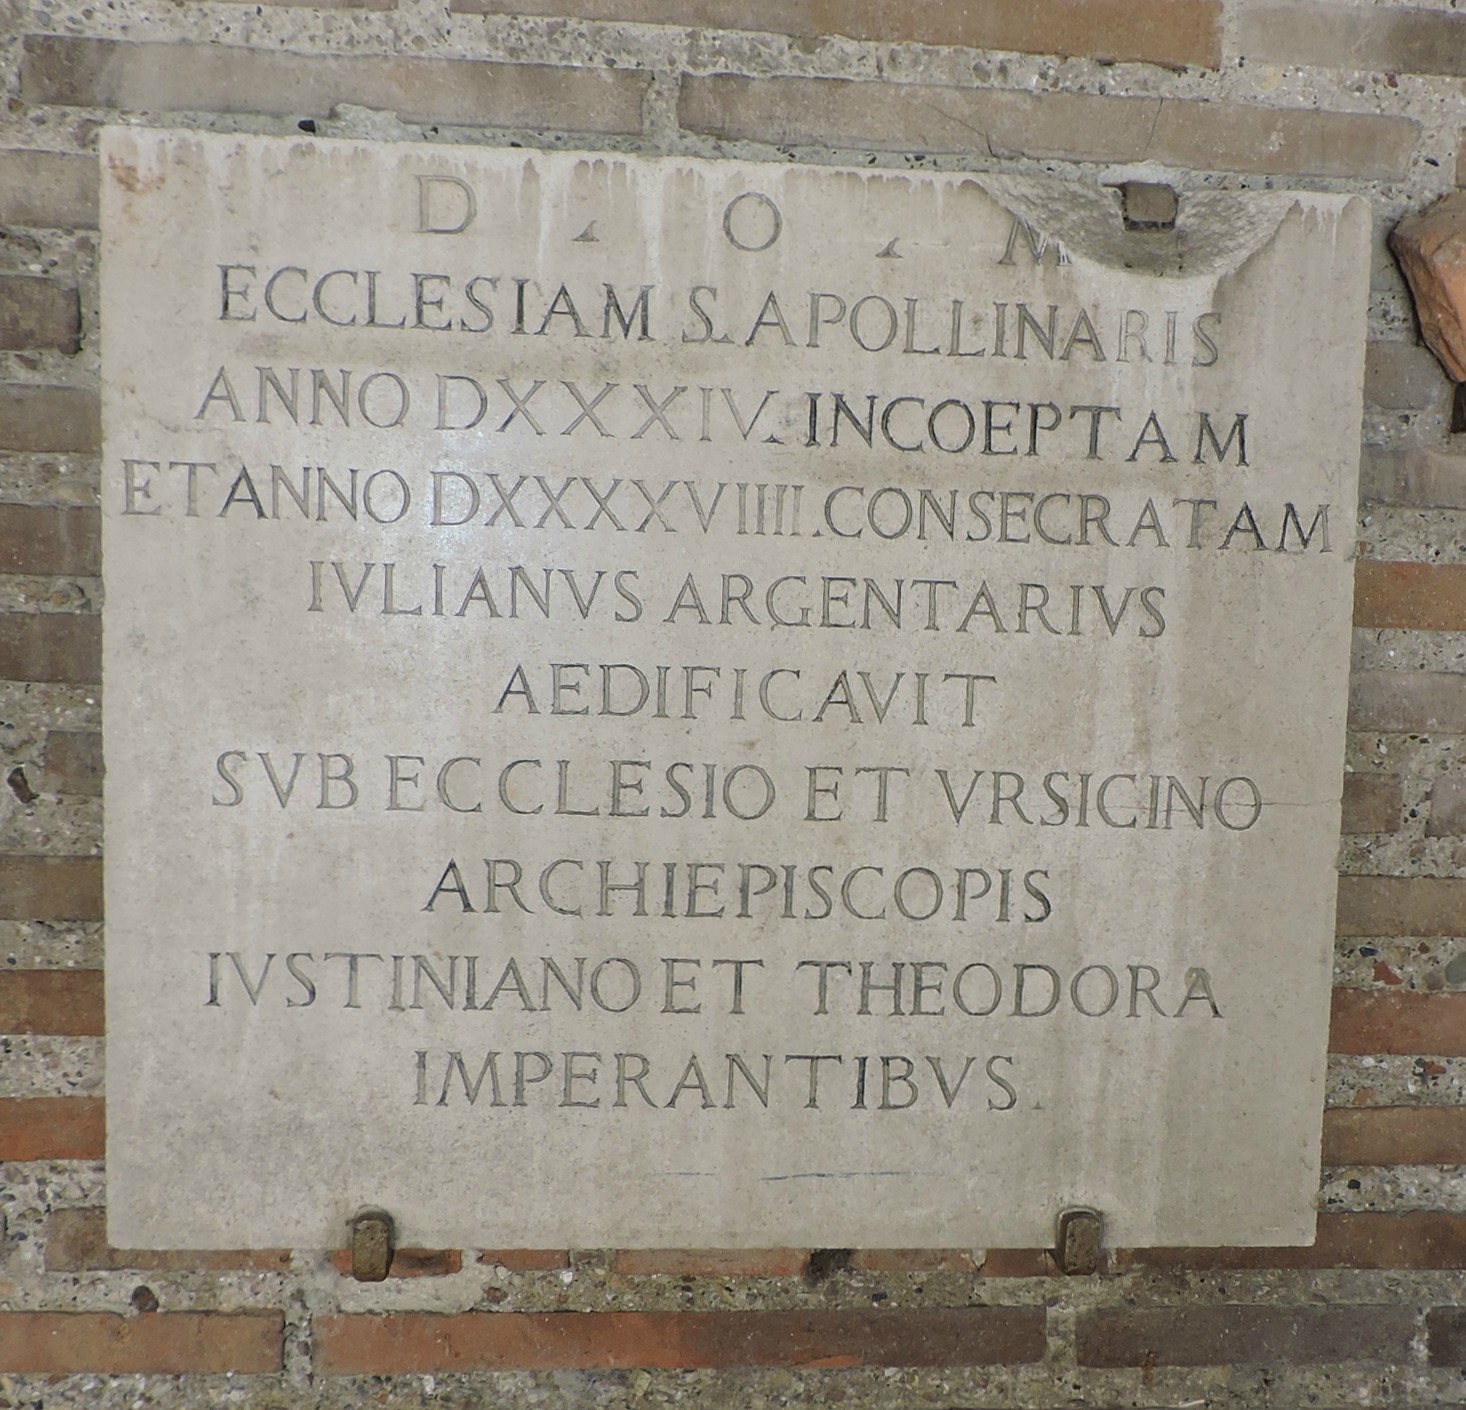 D . O . M
ECCLESIAM S. APOLLINARIS
ANNO DXXXIV. INCOEPTAM
ET ANNO DXXXXVIIII. CONSECRATAM
IVLIANVS ARGENTARIVS
AEDIFICAVIT
SVB ECCLESIO ET VRSICINO
ARCHIEPISCOPIS
IVSTINIANO ET THEODORA
IMPERANTIBVS.